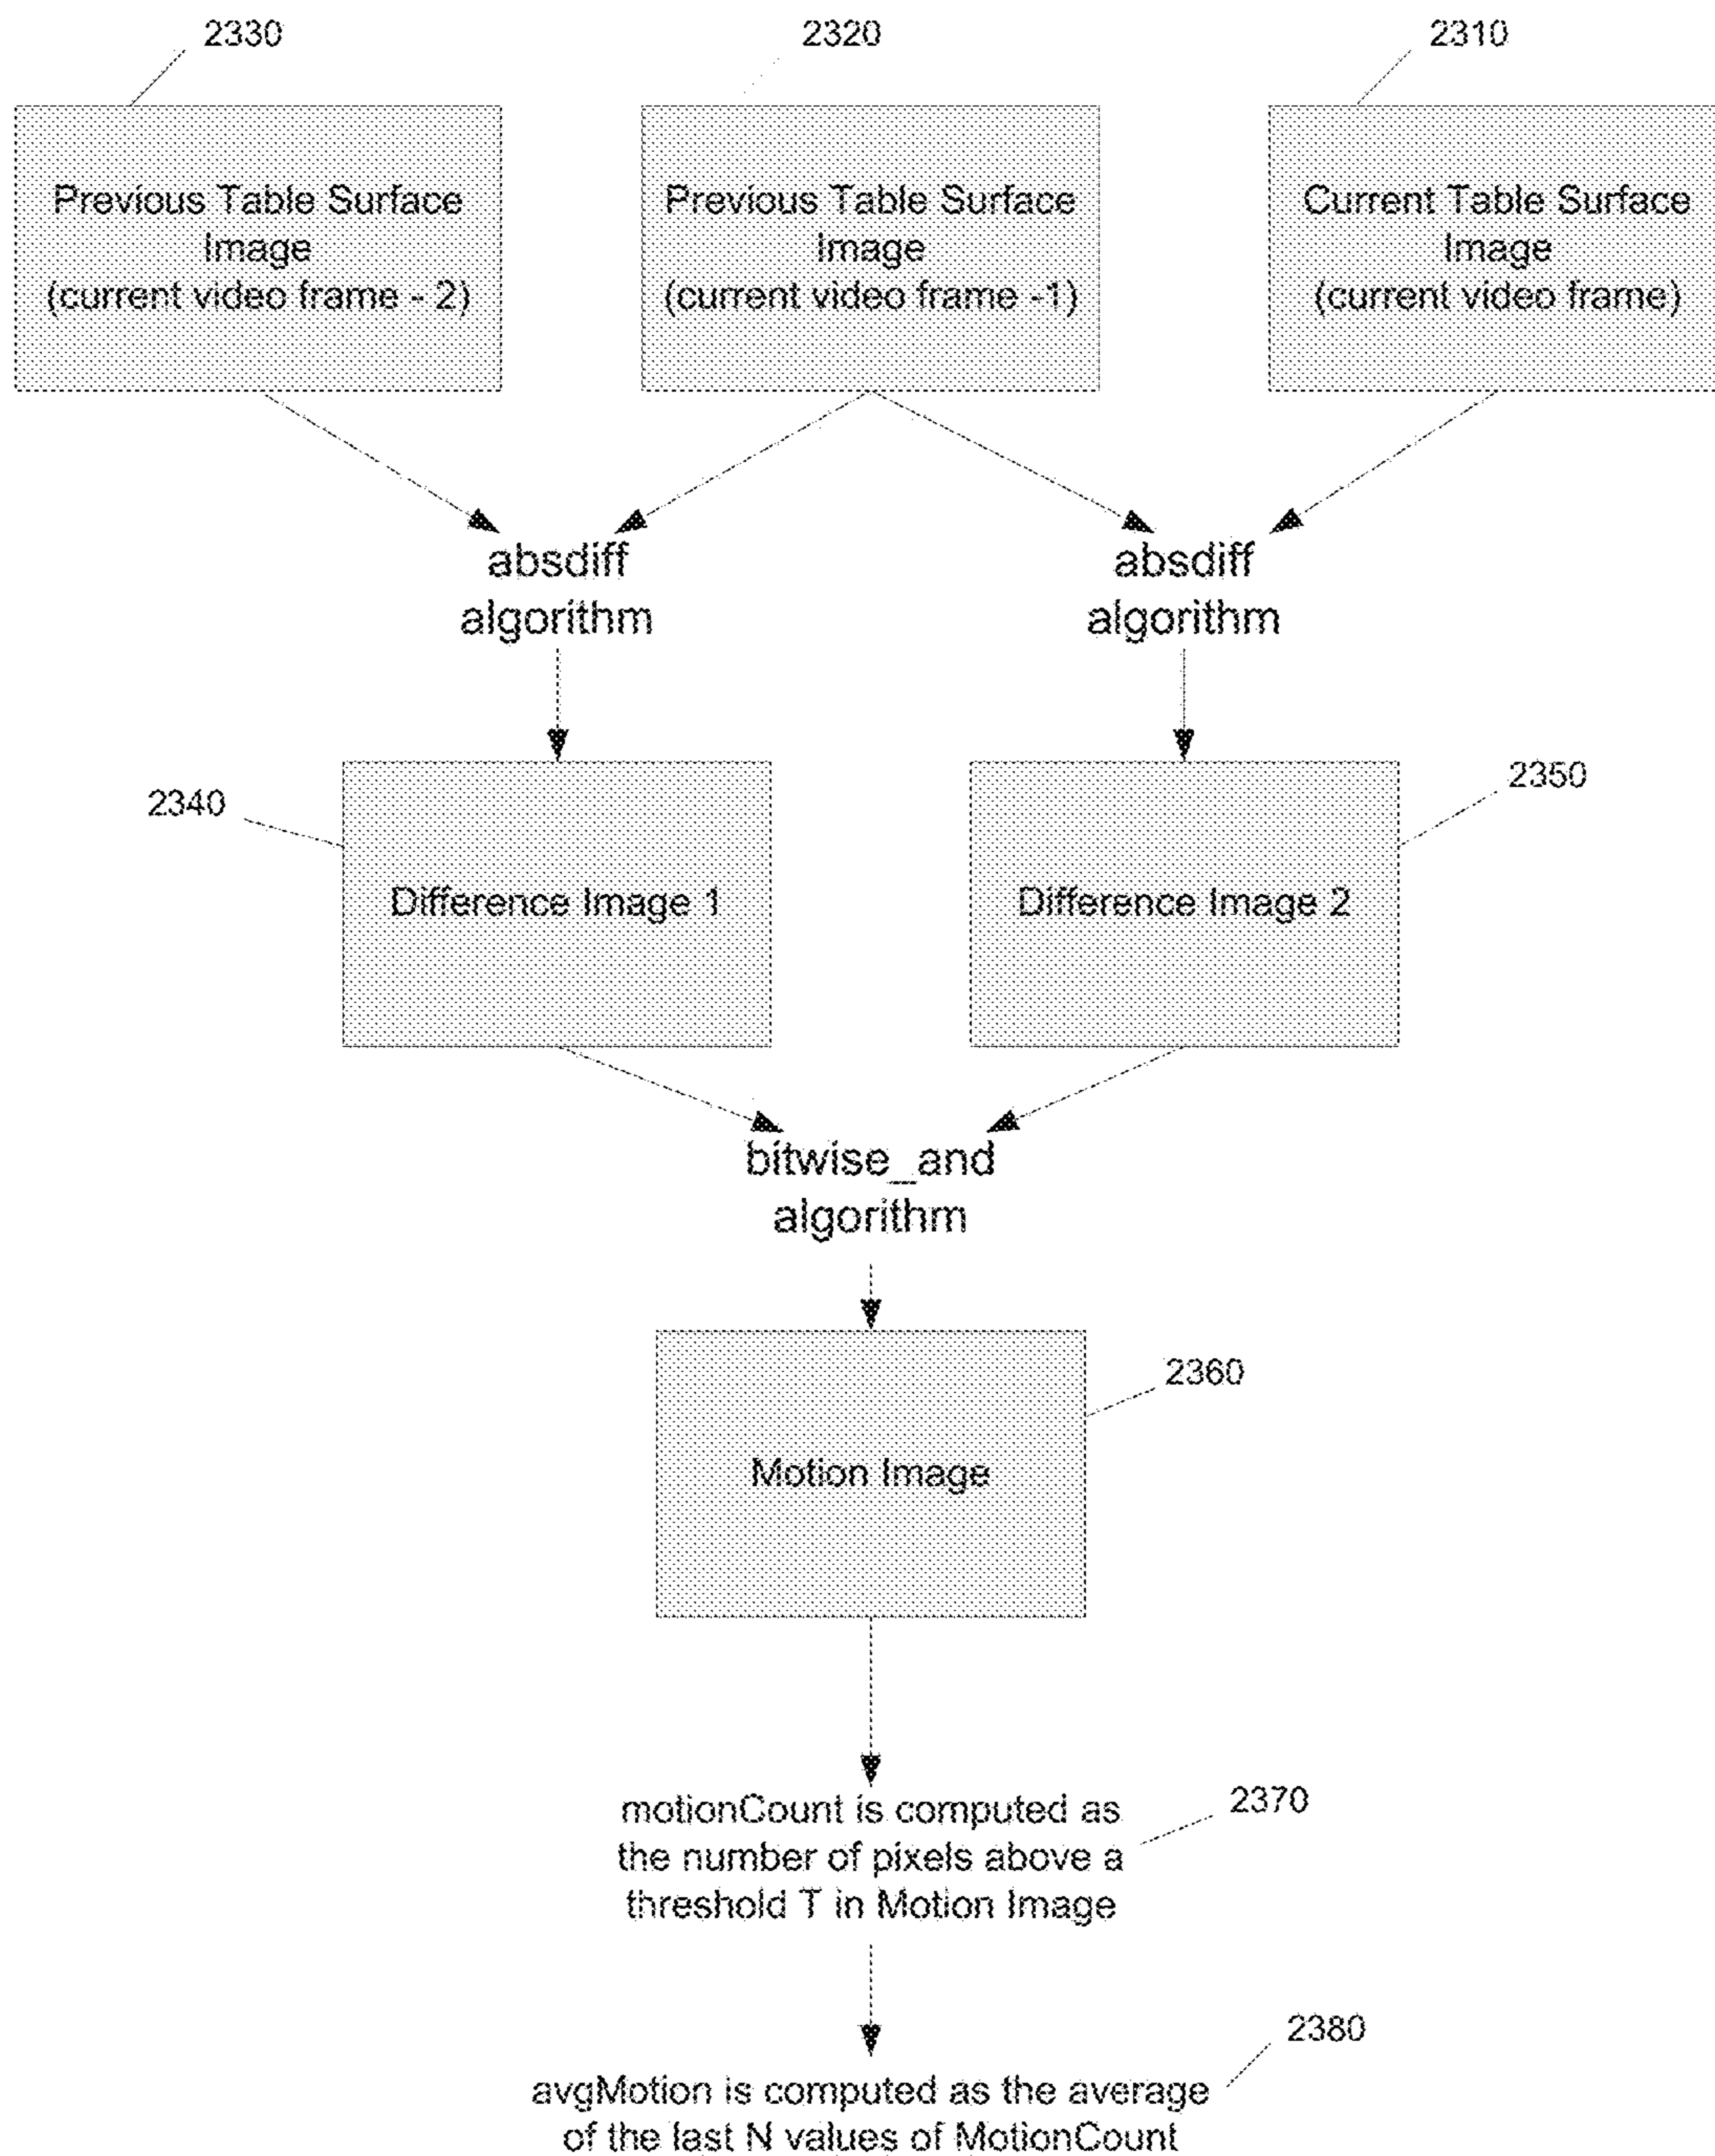 2330
2320
2310
Previous Table Surface
Image
(current video frame - 2)
Previous Table Surface
Image
(current video frame -1)
Current Table Surface
Image
(current video frame)
absdiff
algorithm
absdiff
algorithm
2340
2350
Difference Image 1
Difference Image 2
bitwise_and
algorithm
2360
Motion Image
motionCount is computed as
the number of pixels above a
threshold T in Motion Image
2370
2380
avgMotion is computed as the average
of the last N values of MotionCount